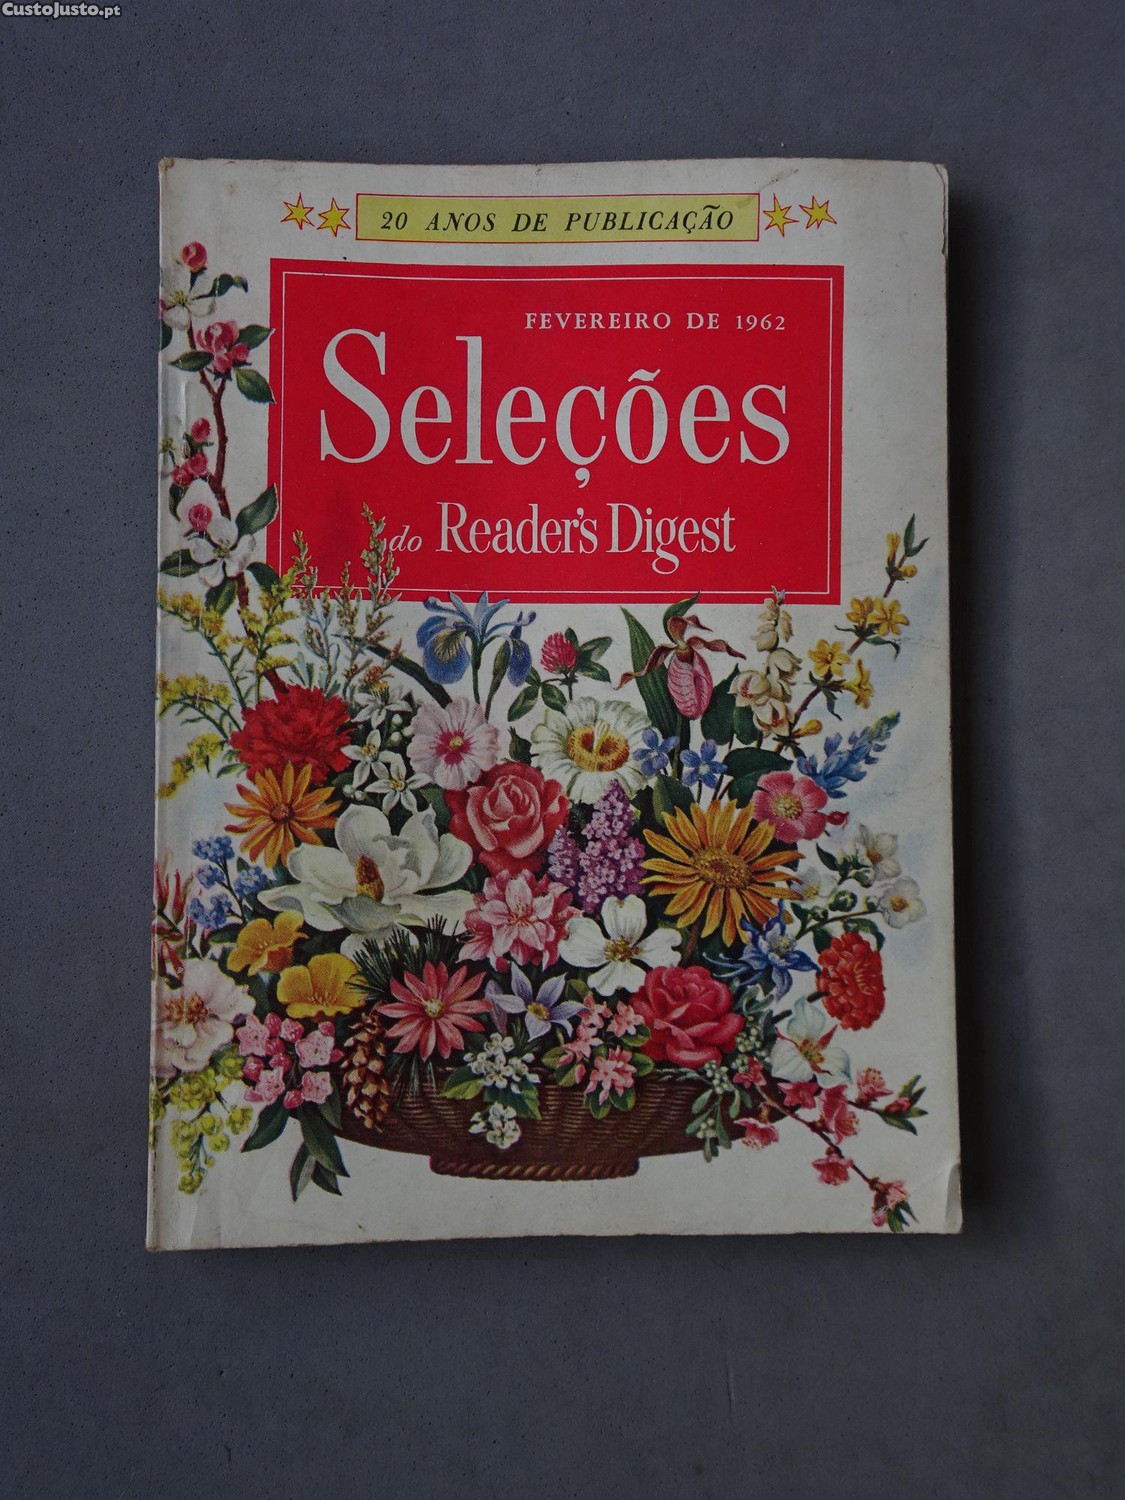 CustoJusto.pt
20 ANOS DE PUBLICAÇÃO
FEVEREIRO DE 1962
Seleções
do Reader's Digest